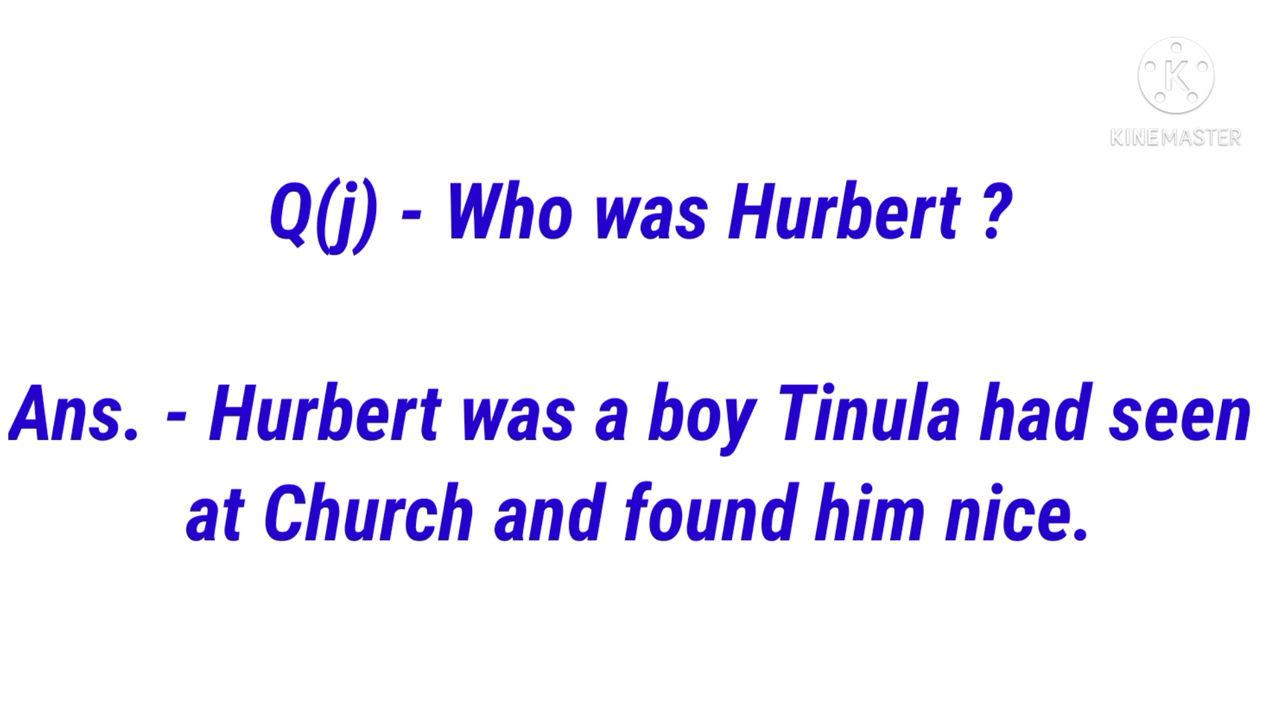 K
KINEMASTER
Q(j) - Who was Hurbert ?
Ans. - Hurbert was a boy Tinula had seen
at Church and found him nice.